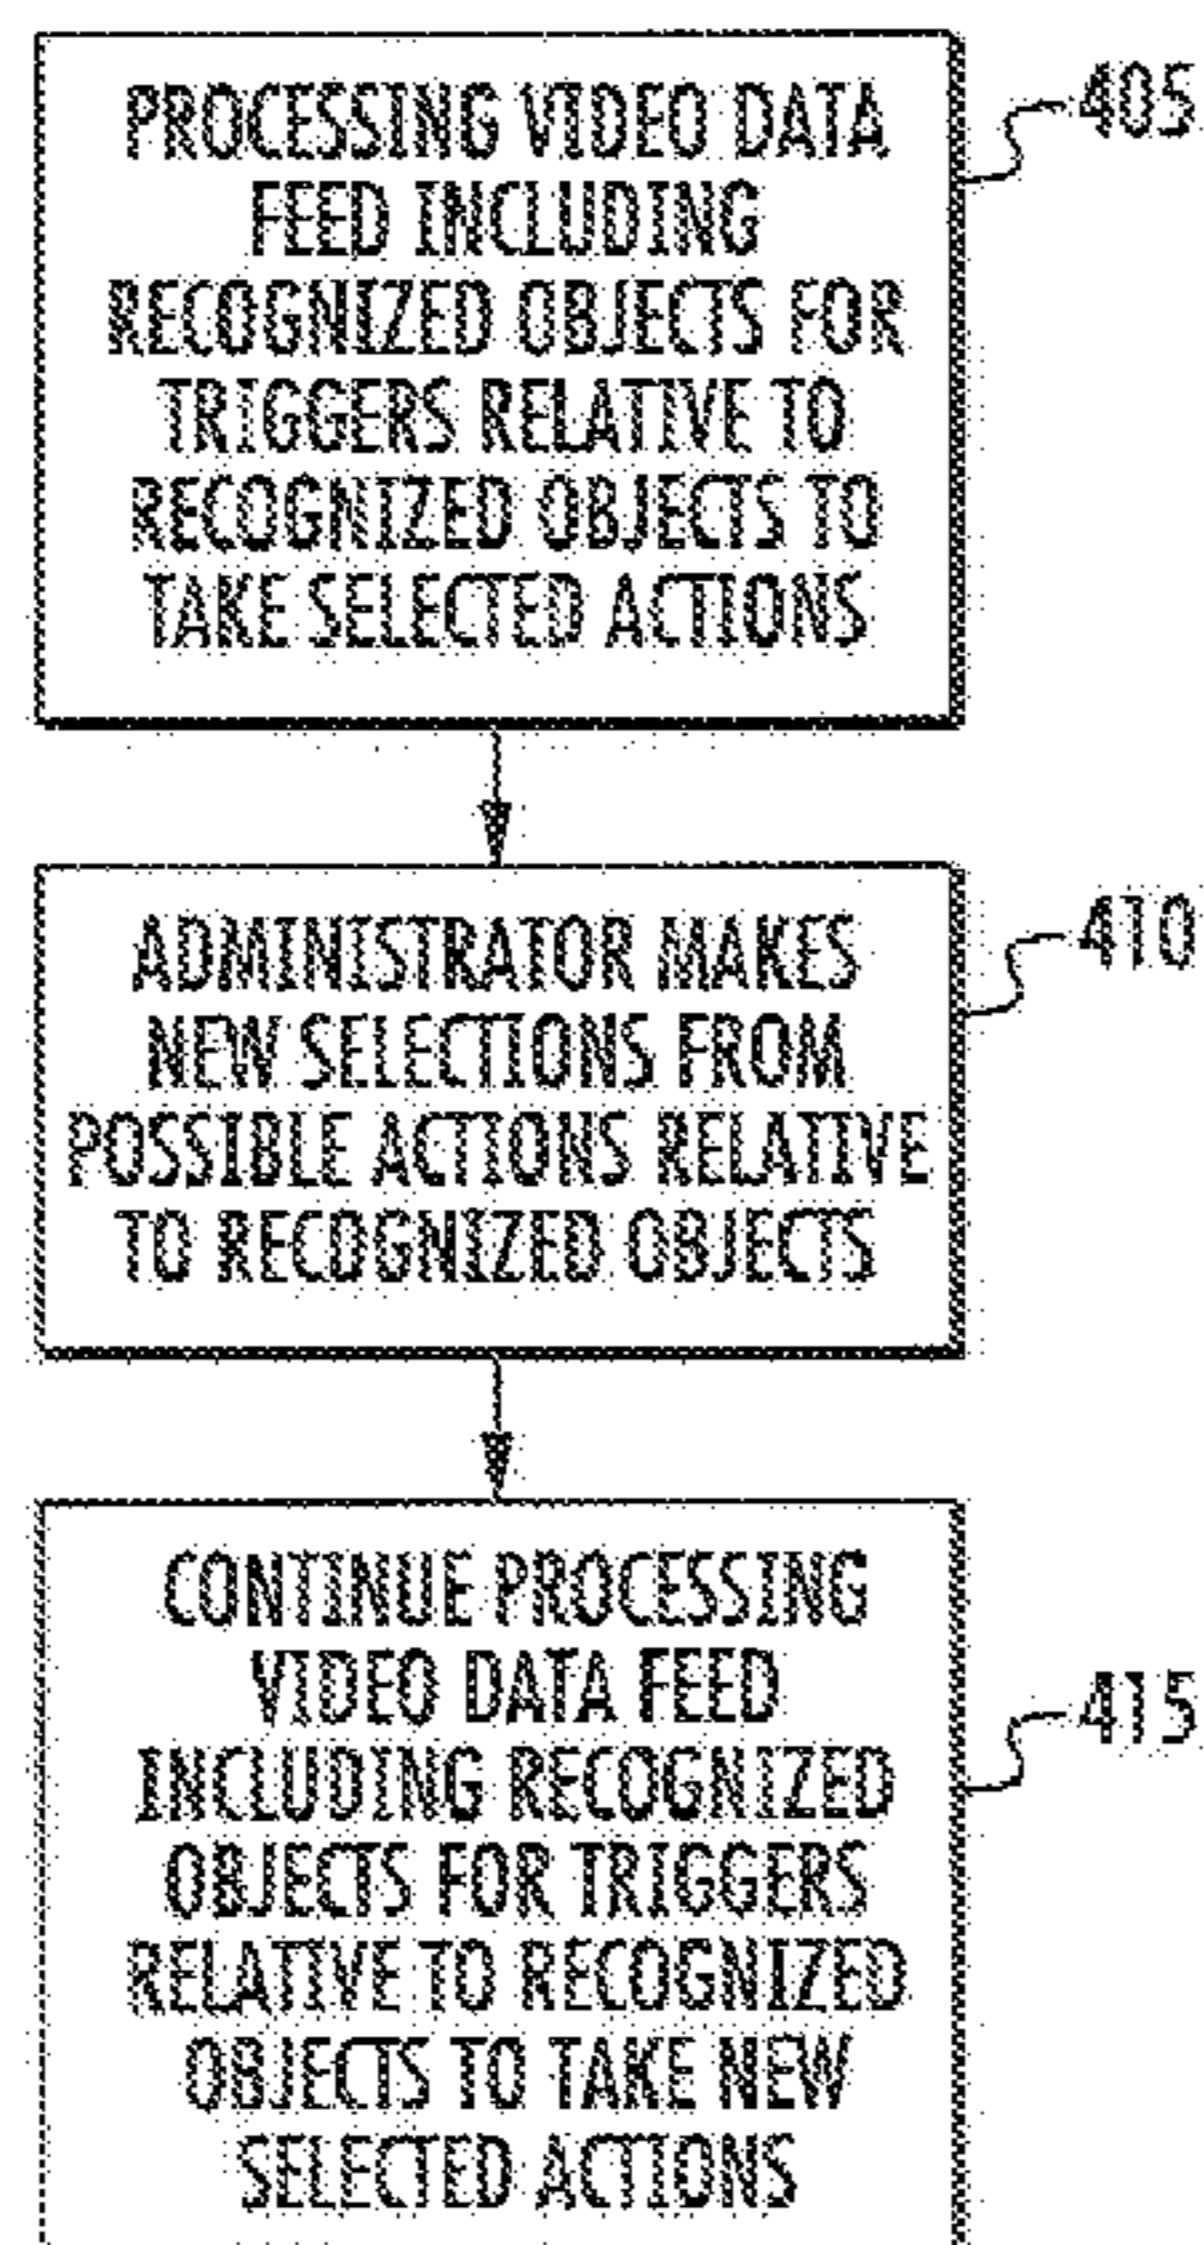 PROCESSING VIDEO DATA
FEED INCLUDING
RECOGNIZED OBJECTS FOR
TRIGGERS RELATIVE TO
RECOGNIZED OBJECTS TO
TAKE SELECTED ACTIONS
405
ADMINISTRATOR MAKES
NEW SELECTIONS FROM
POSSIBLE ACTIONS RELATIVE
TO RECOGNIZED OBJECTS
410
CONTINUE PROCESSING
VIDEO DATA FEED
INCLUDING RECOGNIZED
OBJECTS FOR TRIGGERS
RELATIVE TO RECOGNIZED
OBJECTS TO TAKE NEW
SELECTED ACTIONS
415